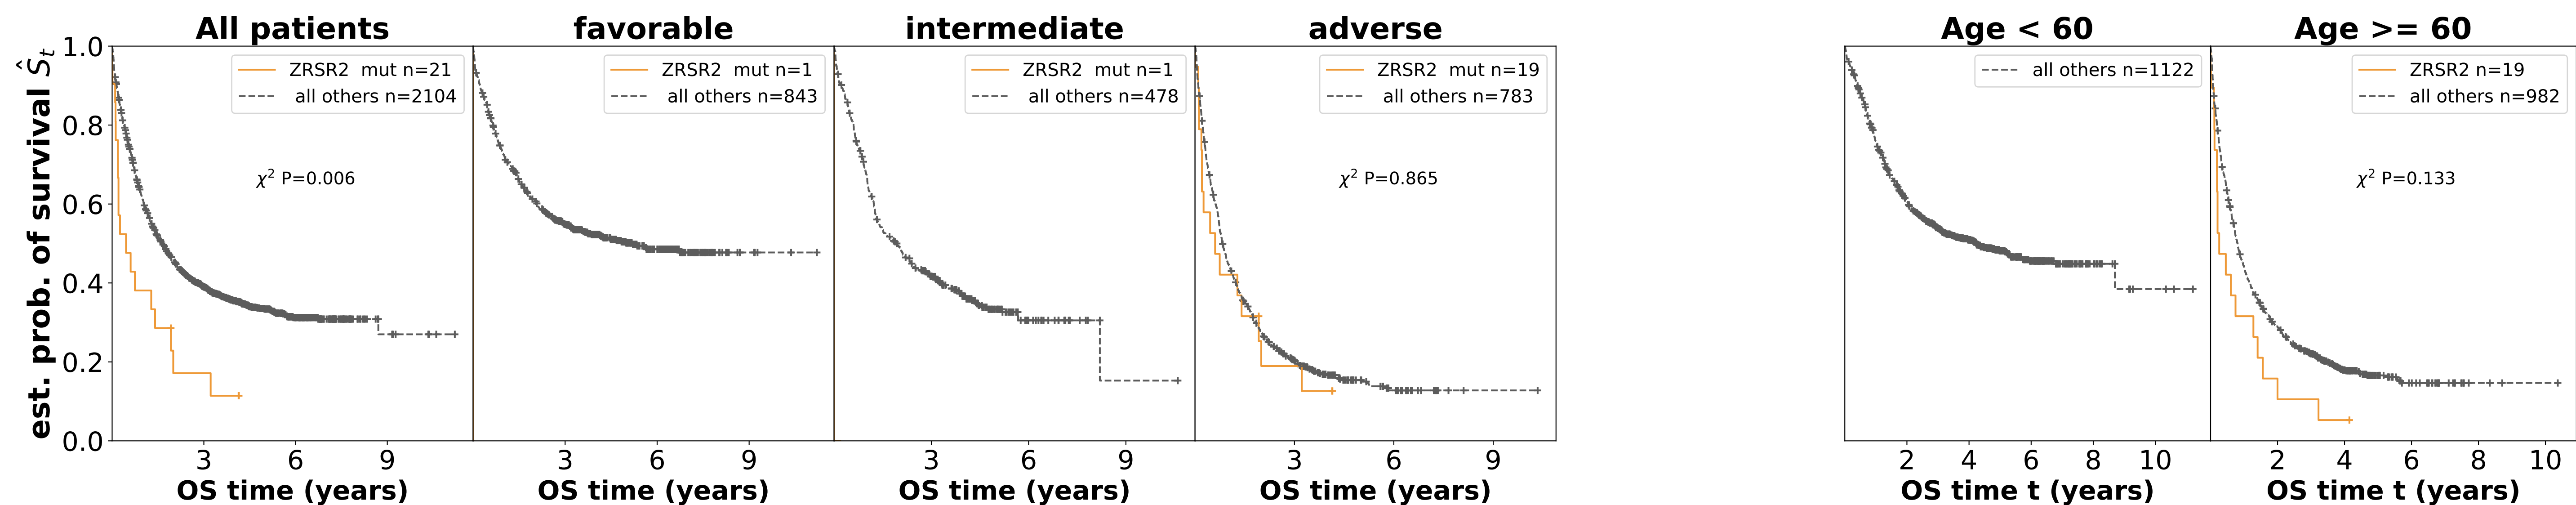 All patients
favorable
intermediate
adverse
Age < 60
Age >= 60
est. prob. of survival Ŝt
1.0
0.8
0.6
0.4
0.2
0.0
ZRSR2 mut n=21
all others n=2104
χ² P=0.006
3 6 9
OS time (years)
ZRSR2 mut n=1
all others n=843
3 6 9
OS time (years)
ZRSR2 mut n=1
all others n=478
3 6 9
OS time (years)
ZRSR2 mut n=19
all others n=783
χ² P=0.865
3 6 9
OS time (years)
all others n=1122
2 4 6 8 10
OS time t (years)
ZRSR2 n=19
all others n=982
χ² P=0.133
2 4 6 8 10
OS time t (years)